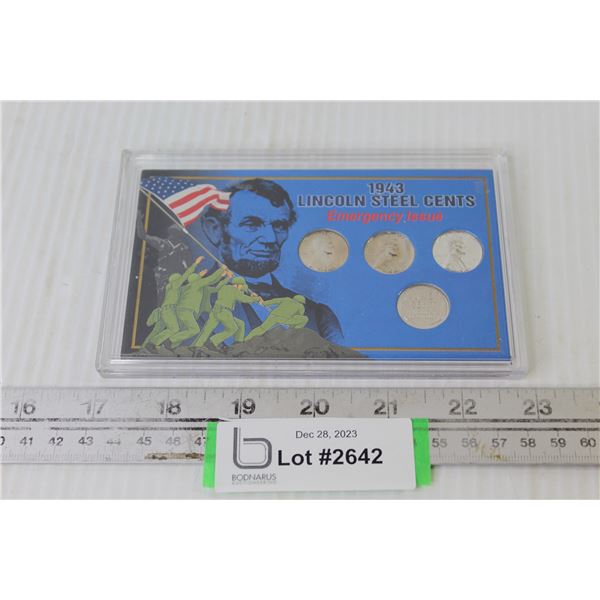 1943
LINCOLN STEEL CENTS
Emergency Issue
16 17 18 19 20 21 22 23
41 42 43 44 45 46 47 55 56 57 58 59 60
Dec 28, 2023
Lot #2642
BODNARUS
AUCTIONEERING